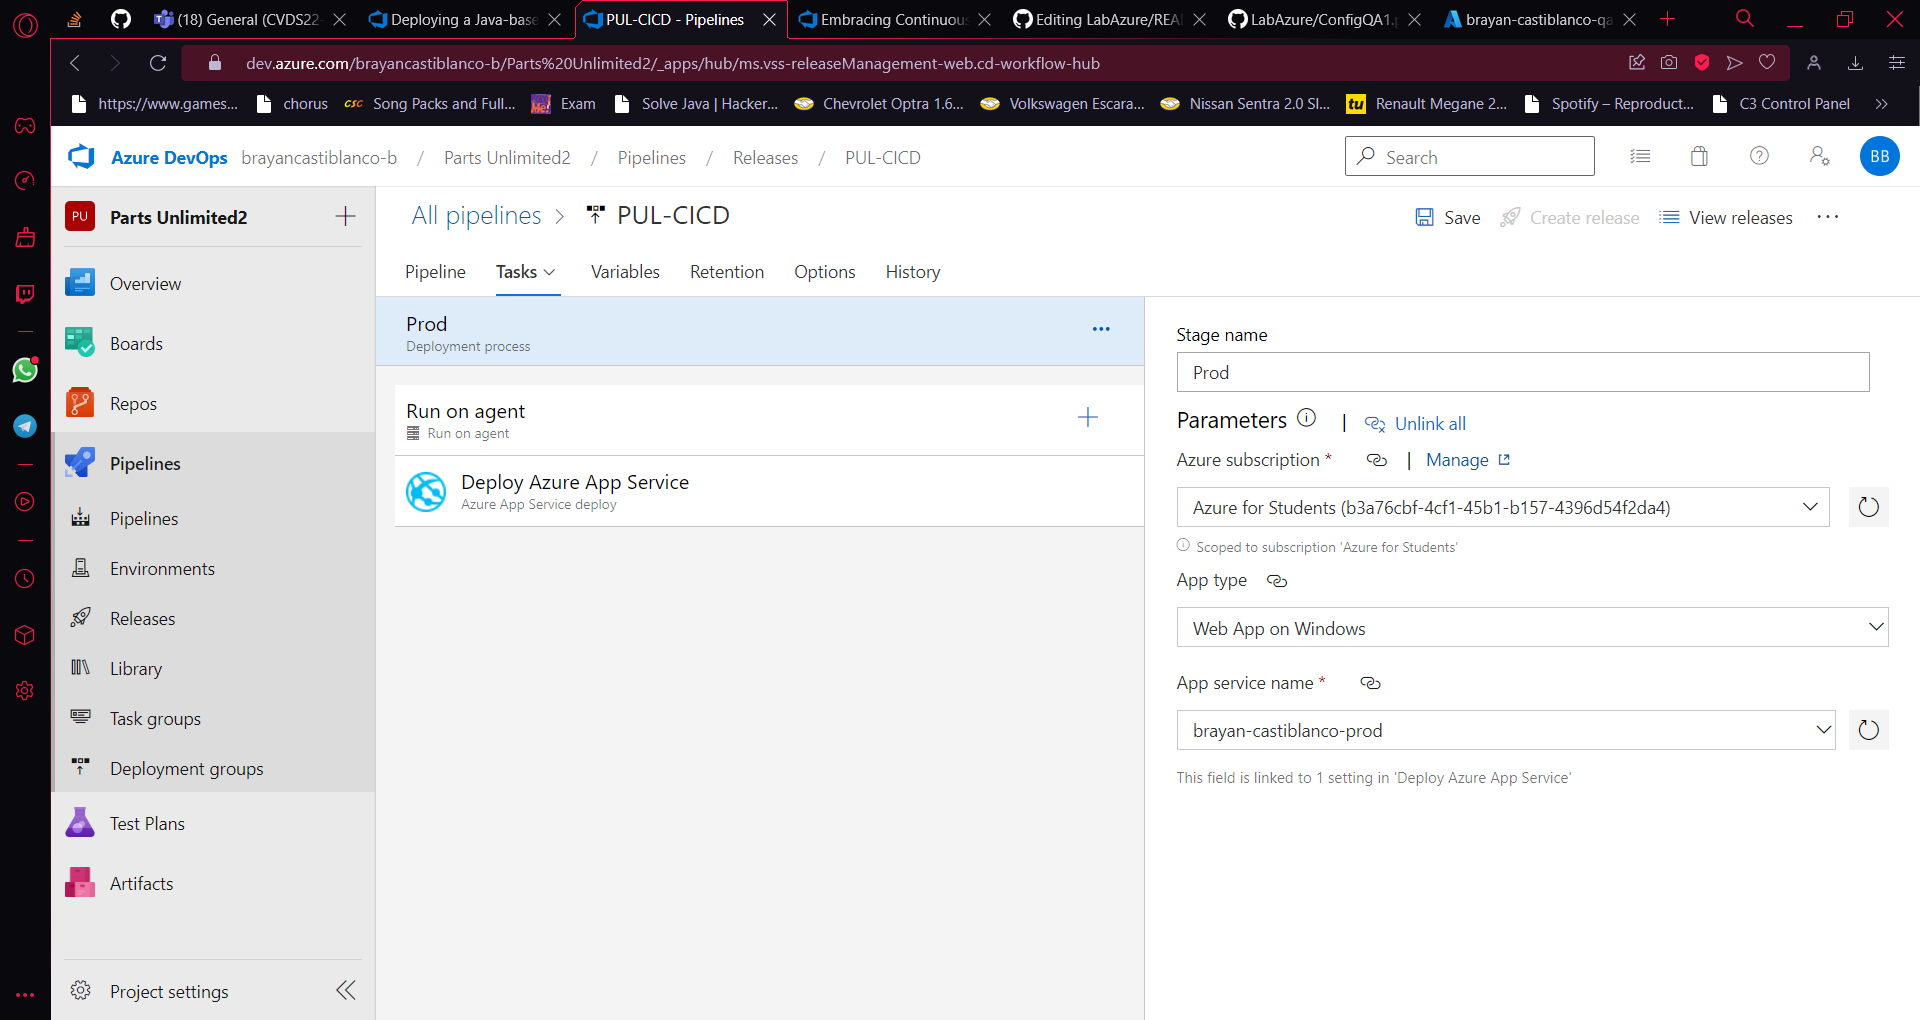 (18) General (CVDS22-
Deploying a Java-base
PUL-CICD - Pipelines
Embracing Continuous
Editing LabAzure/REA
LabAzure/ConfigQA1.p
brayan-castiblanco-qa
dev.azure.com/brayancastiblanco-b/Parts%20Unlimited2/_apps/hub/ms.vss-releaseManagement-web.cd-workflow-hub
https://www.games...
chorus
CSC
Song Packs and Full...
Exam
Solve Java | Hacker...
Chevrolet Optra 1.6...
Volkswagen Escara...
Nissan Sentra 2.0 Sl...
tu
Renault Megane 2...
Spotify – Reproduct...
C3 Control Panel
Azure DevOps
brayancastiblanco-b / Parts Unlimited2 / Pipelines / Releases / PUL-CICD
Search
BB
PU
Parts Unlimited2
Overview
Boards
Repos
Pipelines
Pipelines
Environments
Releases
Library
Task groups
Deployment groups
Test Plans
Artifacts
Project settings
All pipelines > PUL-CICD
Save
Create release
View releases
Pipeline
Tasks
Variables
Retention
Options
History
Prod
Deployment process
Run on agent
Run on agent
Deploy Azure App Service
Azure App Service deploy
Stage name
Prod
Parameters
| Unlink all
Azure subscription *
| Manage
Azure for Students (b3a76cbf-4cf1-45b1-b157-4396d54f2da4)
Scoped to subscription 'Azure for Students'
App type
Web App on Windows
App service name *
brayan-castiblanco-prod
This field is linked to 1 setting in 'Deploy Azure App Service'